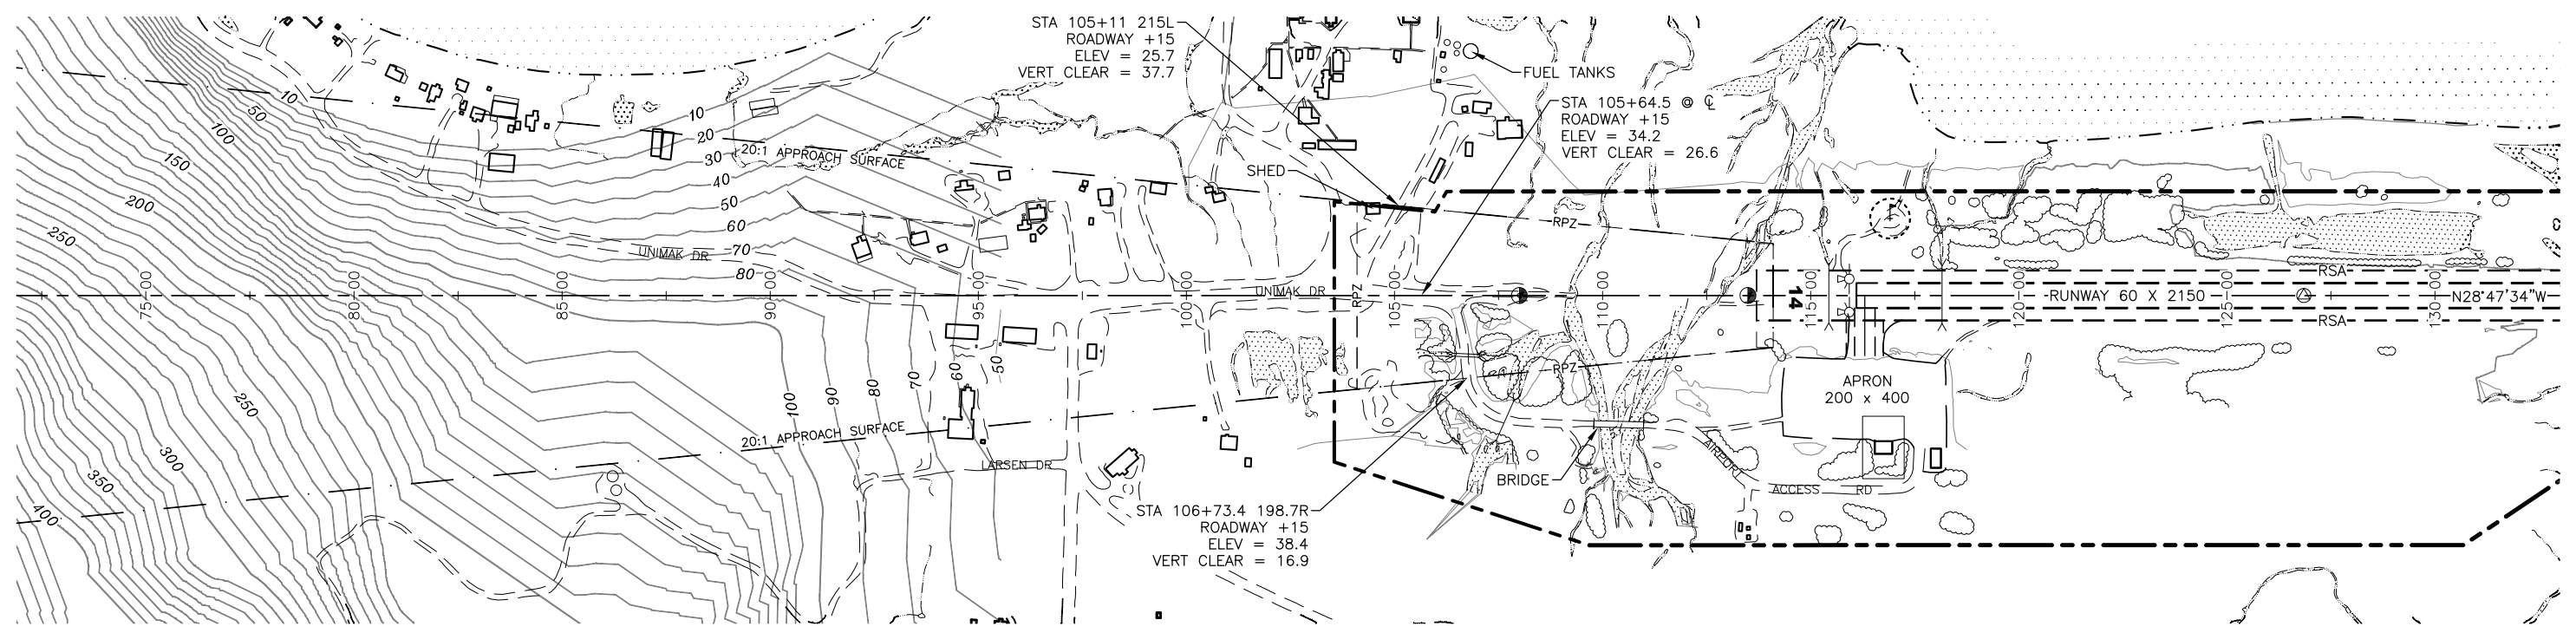 STA 105+11 215L
ROADWAY +15
ELEV = 25.7
VERT CLEAR = 37.7
FUEL TANKS
STA 105+64.5 @ ℄
ROADWAY +15
ELEV = 34.2
VERT CLEAR = 26.6
SHED
10
50
100
150
200
250
10
20
30
40
50
60
70
80
20:1 APPROACH SURFACE
UNIMAK DR
RPZ
RSA
75+00
80+00
85+00
90+00
95+00
100+00
UNIMAK DR
RPZ
105+00
110+00
14
115+00
120+00
125+00
130+00
RUNWAY 60 X 2150
N28°47'34"W
RSA
50
60
70
80
90
100
RPZ
APRON
200 x 400
250
300
350
400
20:1 APPROACH SURFACE
LARSEN DR
BRIDGE
AIRPORT
ACCESS RD
STA 106+73.4 198.7R
ROADWAY +15
ELEV = 38.4
VERT CLEAR = 16.9